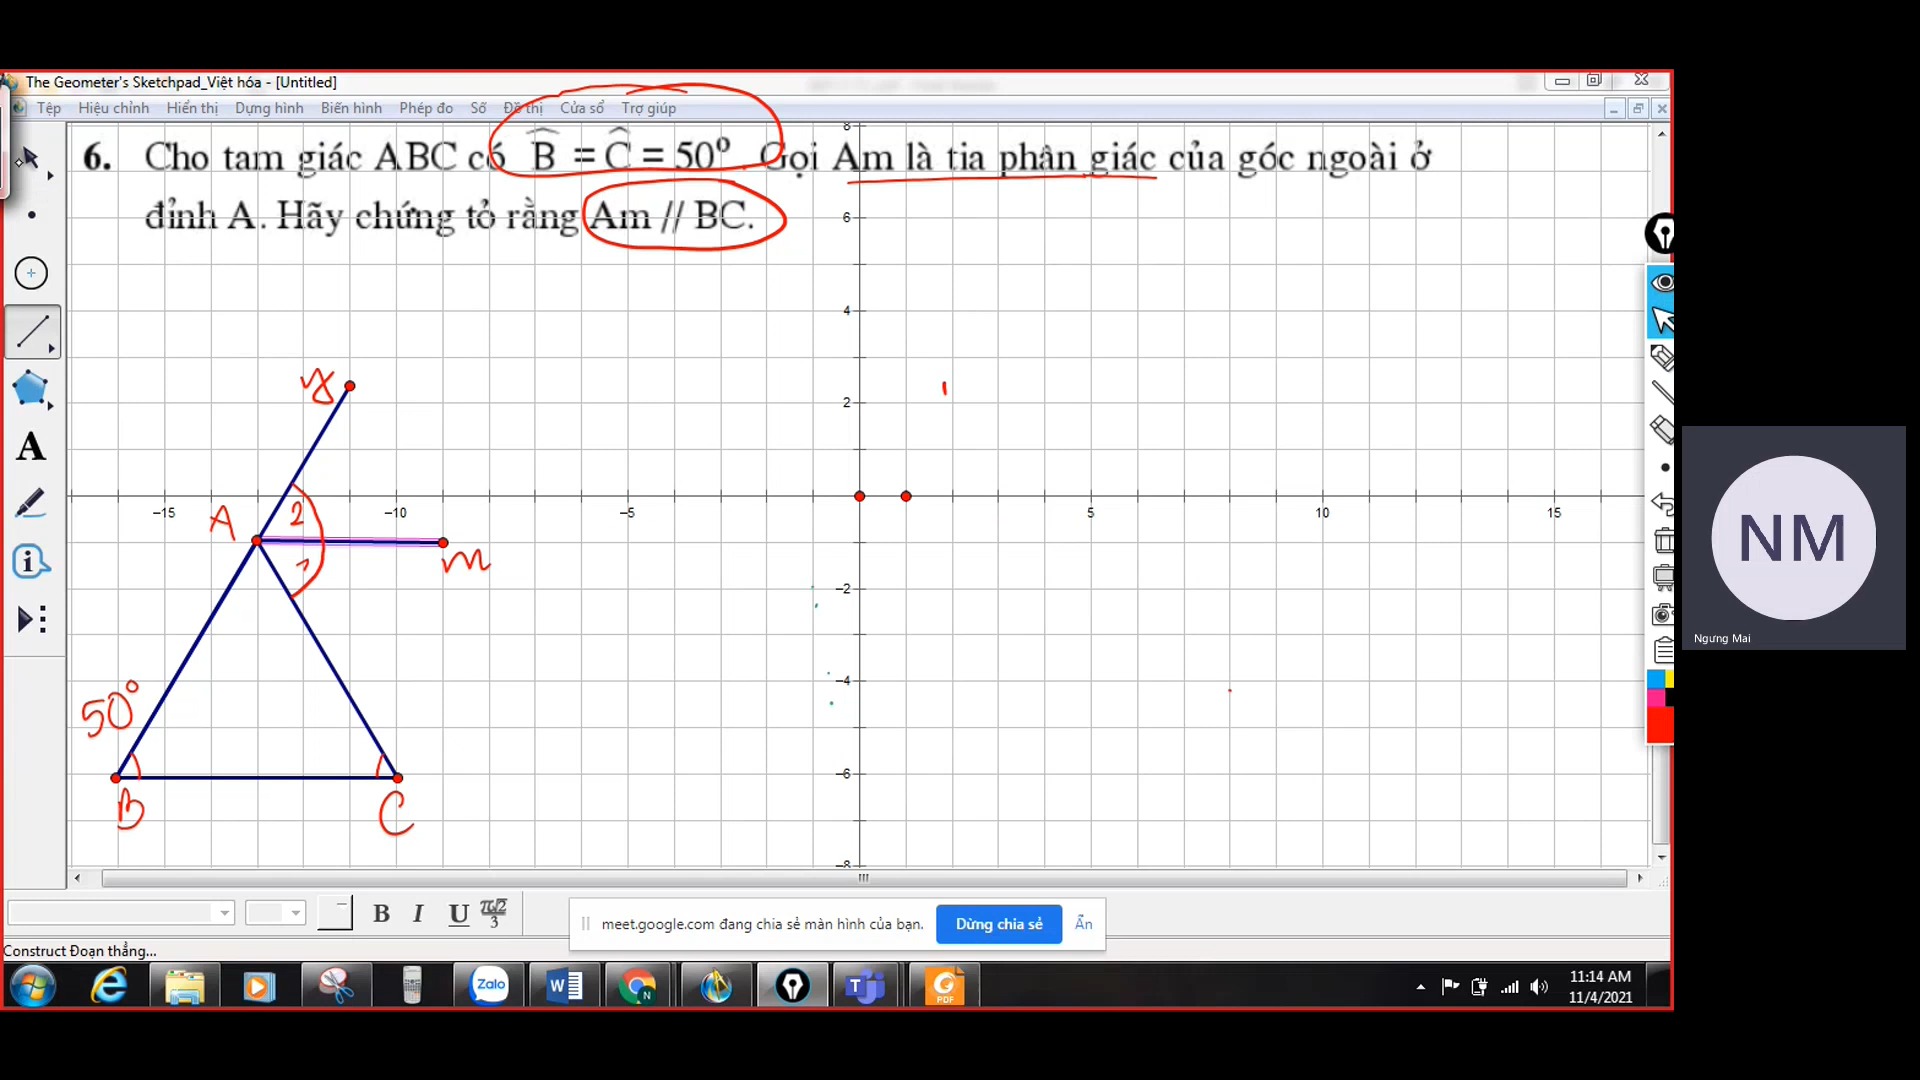 The Geometer's Sketchpad_Việt hóa - [Untitled]
Tệp Hiệu chỉnh Hiển thị Dựng hình Biến hình Phép đo Số Đồ thị Cửa sổ Trợ giúp
6. Cho tam giác ABC có B̂ = Ĉ = 50⁰. Gọi Am là tia phân giác của góc ngoài ở
đỉnh A. Hãy chứng tỏ rằng Am // BC.
8
6
4
2
y
-15 -10 -5 5 10 15
A 2 m
1
-2
-4
50°
-6
B C
-8
A
B I U
meet.google.com đang chia sẻ màn hình của bạn. Dừng chia sẻ Ẩn
Construct Đoạn thẳng...
Zalo
PDF
11:14 AM
11/4/2021
NM
Ngưng Mai